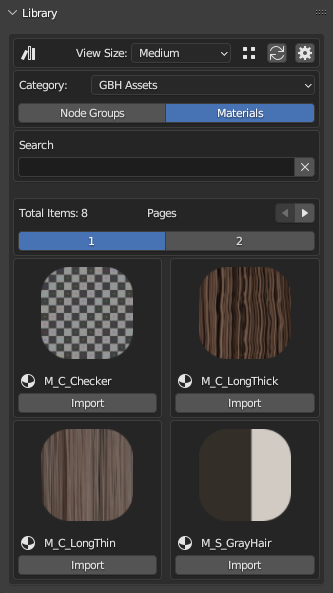 Library
View Size: Medium
Category: GBH Assets
Node Groups Materials
Search
Total Items: 8 Pages
1 2
M_C_Checker M_C_LongThick
Import Import
M_C_LongThin M_S_GrayHair
Import Import